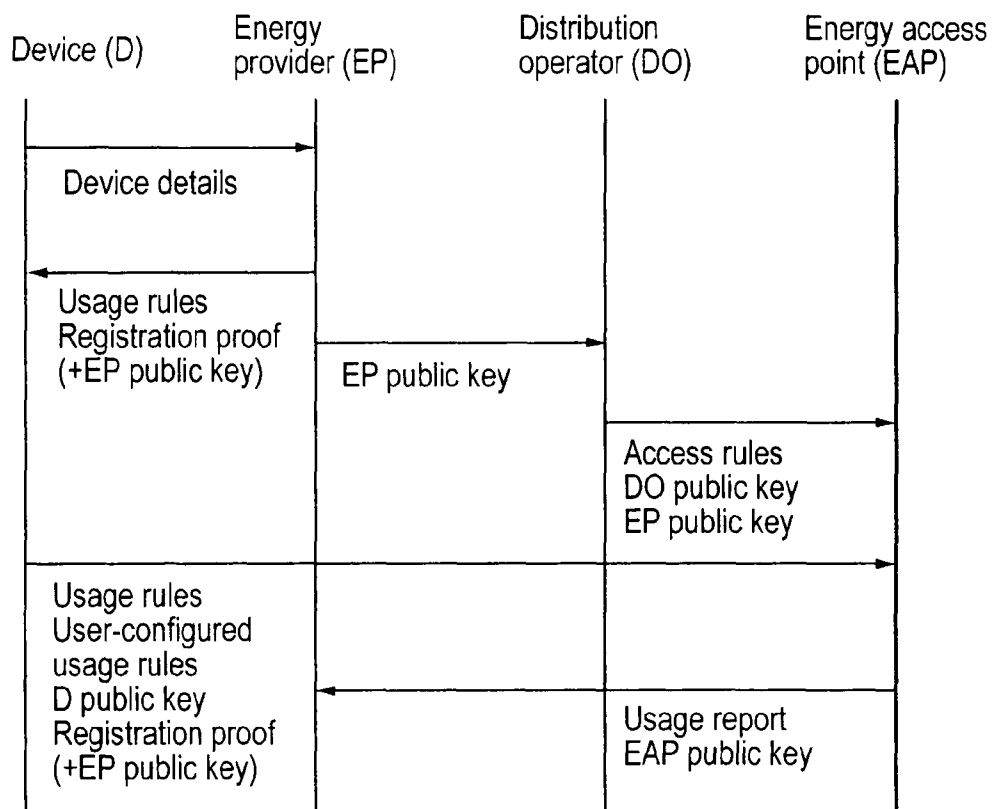 Device (D)
Energy
provider (EP)
Distribution
operator (DO)
Energy access
point (EAP)
Device details
Usage rules
Registration proof
(+EP public key)
EP public key
Access rules
DO public key
EP public key
Usage rules
User-configured
usage rules
D public key
Registration proof
(+EP public key)
Usage report
EAP public key